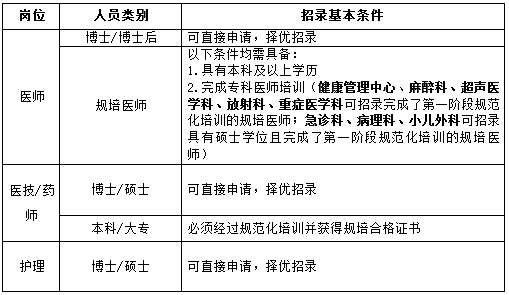 岗位 人员类别 招录基本条件
博士/博士后 可直接申请，择优招录
医师 规培医师 以下条件均需具备：
1.具有本科及以上学历
2.完成专科医师培训（健康管理中心、麻醉科、超声医
学科、放射科、重症医学科可招录完成了第一阶段规范
化培训的规培医师；急诊科、病理科、小儿外科可招录
具有硕士学位且完成了第一阶段规范化培训的规培医
师）
医技/药师 博士/硕士 可直接申请，择优招录
本科/大专 必须经过规范化培训并获得规培合格证书
护理 博士/硕士 可直接申请，择优招录